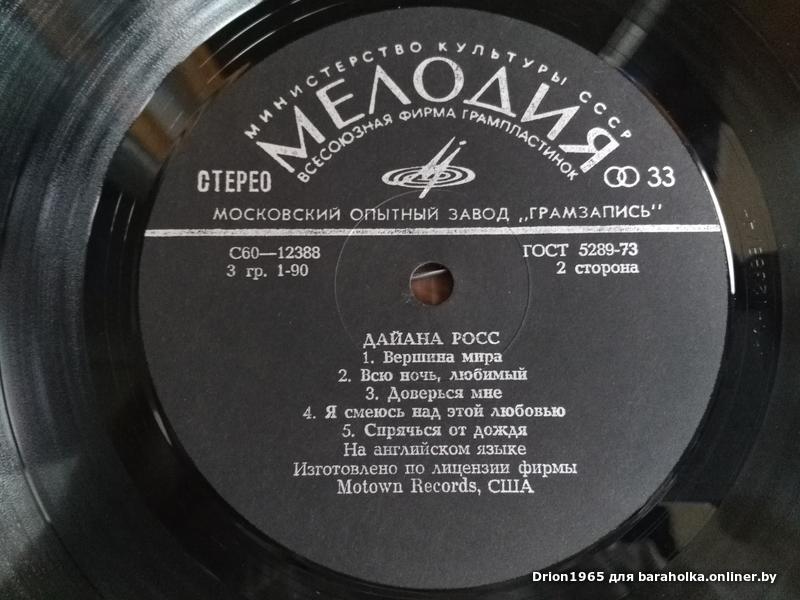 МИНИСТЕРСТВО КУЛЬТУРЫ СССР
МЕЛОДИЯ
ВСЕСОЮЗНАЯ ФИРМА ГРАМПЛАСТИНОК
СТЕРЕО
33
МОСКОВСКИЙ ОПЫТНЫЙ ЗАВОД „ГРАМЗАПИСЬ"
С60—12388
ГОСТ 5289-73
3 гр. 1-90
2 сторона
ДАЙАНА РОСС
1. Вершина мира
2. Всю ночь, любимый
3. Доверься мне
4. Я смеюсь над этой любовью
5. Спрячься от дождя
На английском языке
Изготовлено по лицензии фирмы
Motown Records, США
Drion1965 для baraholka.onliner.by